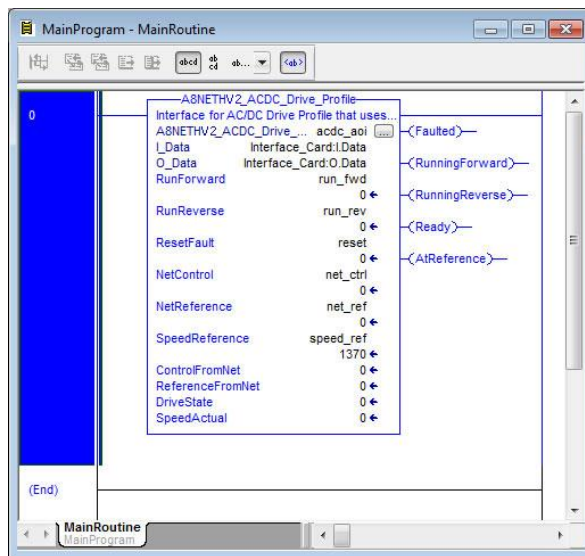 MainProgram - MainRoutine
abcd ab cd ab... <ab>
0
A8NETHV2_ACDC_Drive_Profile
Interface for AC/DC Drive Profile that uses...
A8NETHV2_ACDC_Drive_... acdc_aoi ... (Faulted)
I_Data Interface_Card:I.Data
O_Data Interface_Card:O.Data (RunningForward)
RunForward run_fwd
0 (RunningReverse)
RunReverse run_rev
0 (Ready)
ResetFault reset
0 (AtReference)
NetControl net_ctrl
0
NetReference net_ref
0
SpeedReference speed_ref
1370
ControlFromNet 0
ReferenceFromNet 0
DriveState 0
SpeedActual 0
(End)
MainRoutine
MainProgram